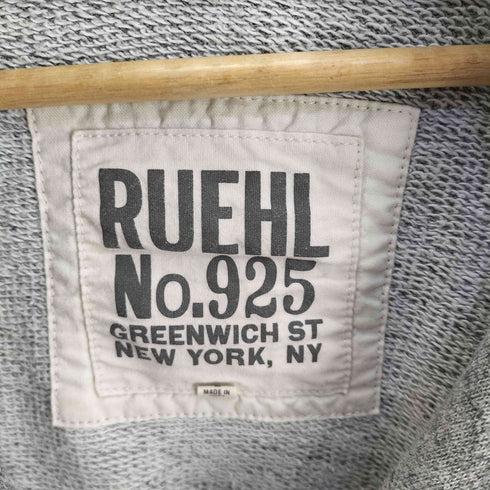 RUEHL
No.925
GREENWICH ST
NEW YORK, NY
MADE IN